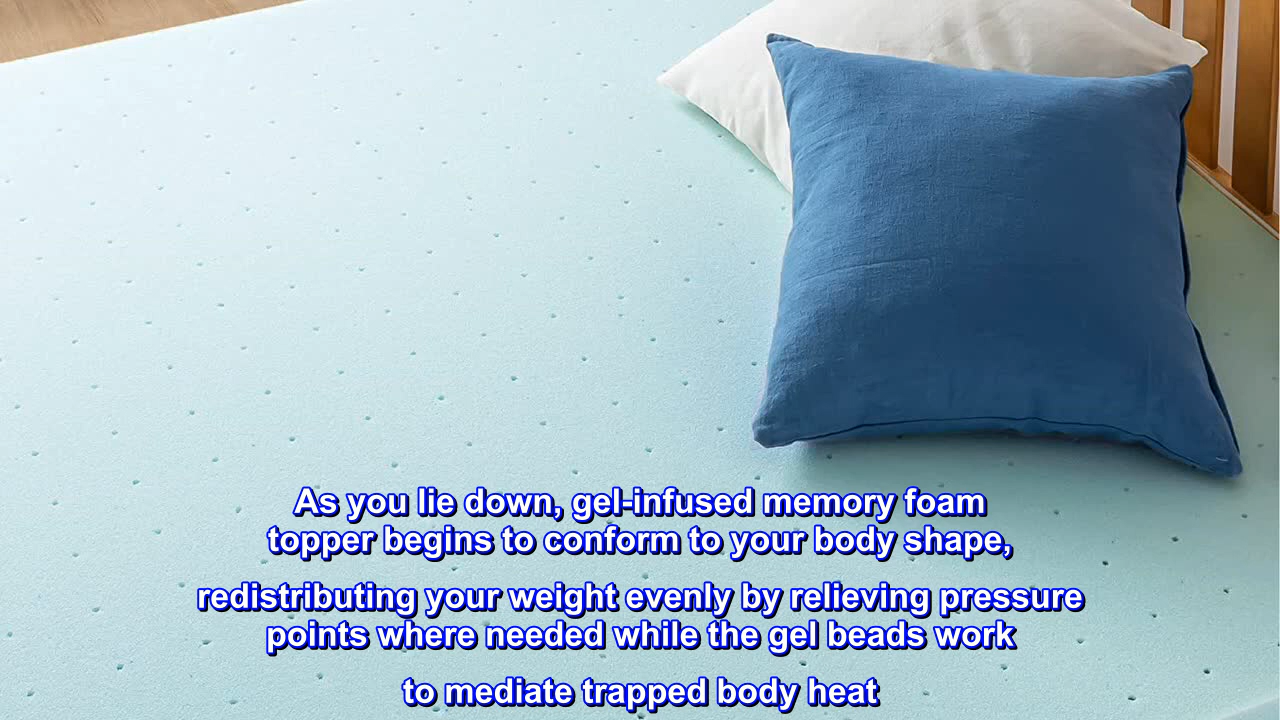 As you lie down, gel-infused memory foam
topper begins to conform to your body shape,
redistributing your weight evenly by relieving pressure
points where needed while the gel beads work
to mediate trapped body heat